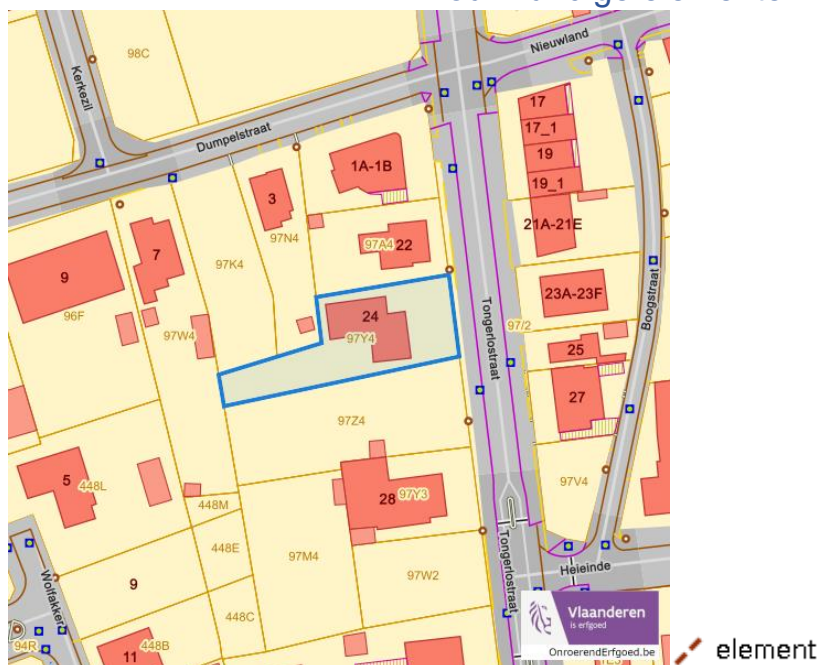 98C
Nieuwland
Kerkezil
17
Dumpelstraat
17_1
1A-1B
19
19_1
3
21A-21E
7
97N4
97A4 22
97K4
9
23A-23F
96F
24
Tongerlostraat
Boogstraat
97/2
97W4
97Y4
25
27
97Z4
5
448L
97V4
28 97Y3
448M
448E
97M4
Tongerlostraat
Heieinde
97W2
9
Wolfakker
448C
Vlaanderen
is erfgoed
94R
448B
11
OnroerendErfgoed.be
element